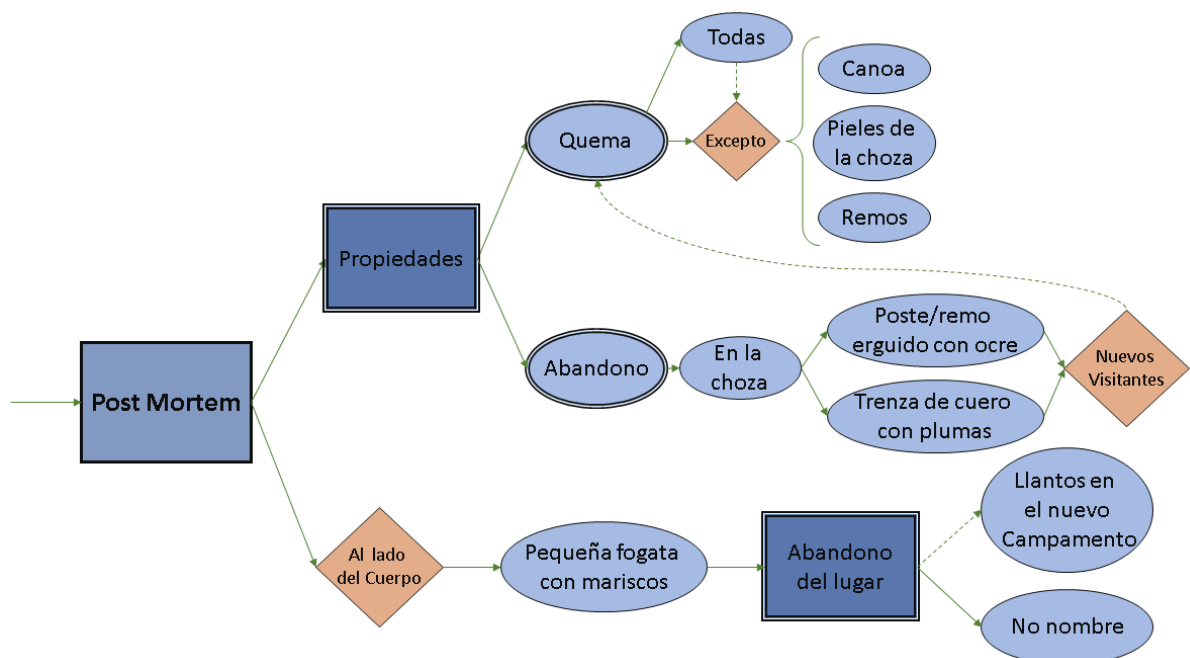 Todas
Canoa
Quema
Excepto
Pieles de
la choza
Remos
Propiedades
Abandono
En la
choza
Poste/remo
erguido con ocre
Trenza de cuero
con plumas
Nuevos
Visitantes
Post Mortem
Al lado
del Cuerpo
Pequeña fogata
con mariscos
Abandono
del lugar
Llantos en
el nuevo
Campamento
No nombre